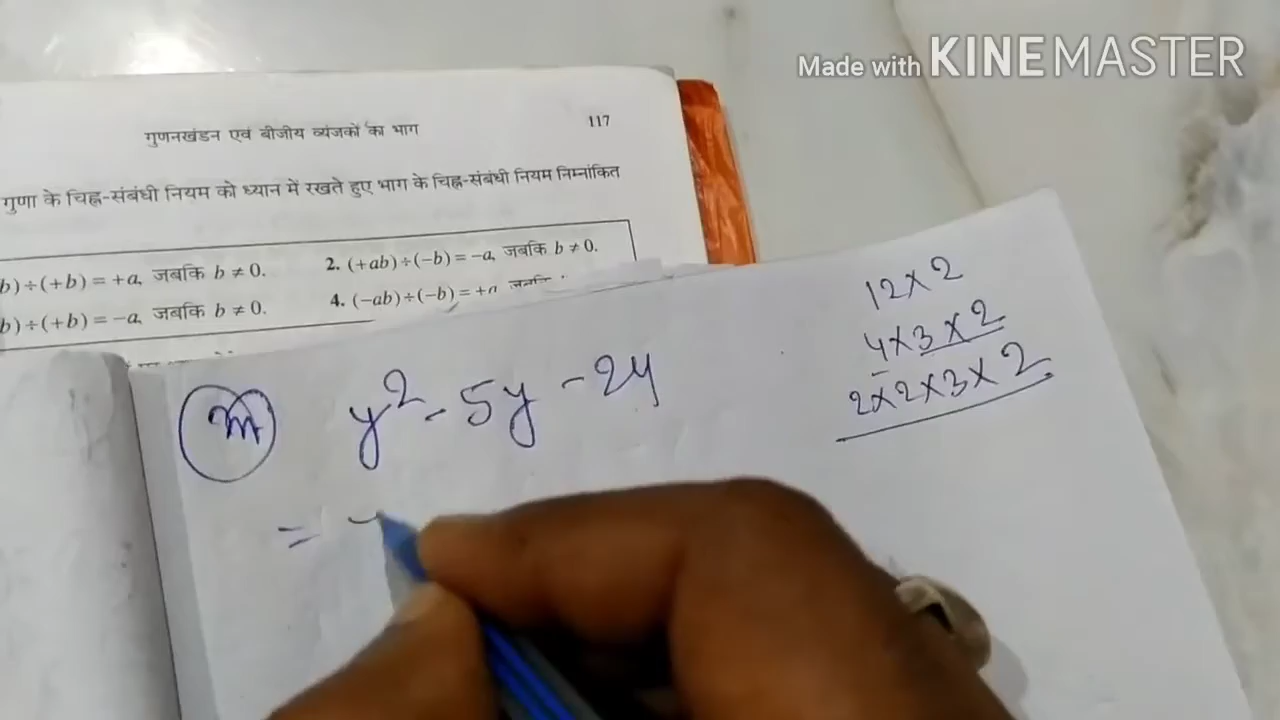 Made with KINEMASTER
गुणनखंडन एवं बीजीय व्यंजकों का भाग 117
गुणा के चिह्न-संबंधी नियम को ध्यान में रखते हुए भाग के चिह्न-संबंधी नियम निम्नांकित
b)÷(+b) = +a, जबकि b ≠ 0. 2. (+ab)÷(−b) = −a, जबकि b ≠ 0.
b)÷(+b) = −a, जबकि b ≠ 0. 4. (−ab)÷(−b) = +a
12×2
4×3×2
2×2×3×2
y² - 5y - 24
=